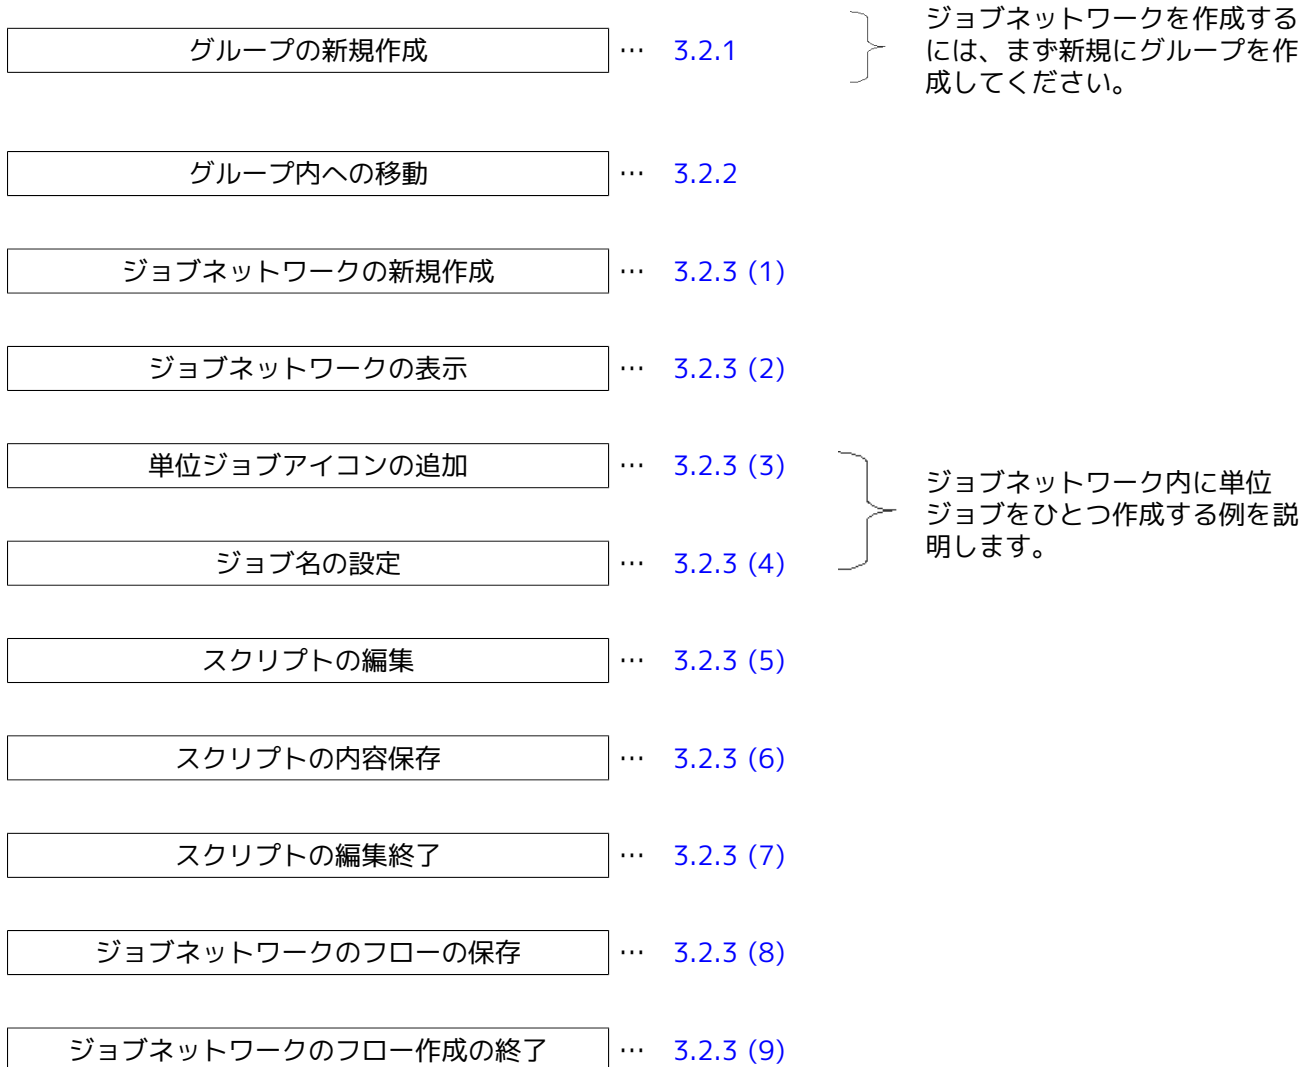 グループの新規作成 … 3.2.1
ジョブネットワークを作成する
には、まず新規にグループを作
成してください。
グループ内への移動 … 3.2.2
ジョブネットワークの新規作成 … 3.2.3 (1)
ジョブネットワークの表示 … 3.2.3 (2)
単位ジョブアイコンの追加 … 3.2.3 (3)
ジョブネットワーク内に単位
ジョブをひとつ作成する例を説
明します。
ジョブ名の設定 … 3.2.3 (4)
スクリプトの編集 … 3.2.3 (5)
スクリプトの内容保存 … 3.2.3 (6)
スクリプトの編集終了 … 3.2.3 (7)
ジョブネットワークのフローの保存 … 3.2.3 (8)
ジョブネットワークのフロー作成の終了 … 3.2.3 (9)